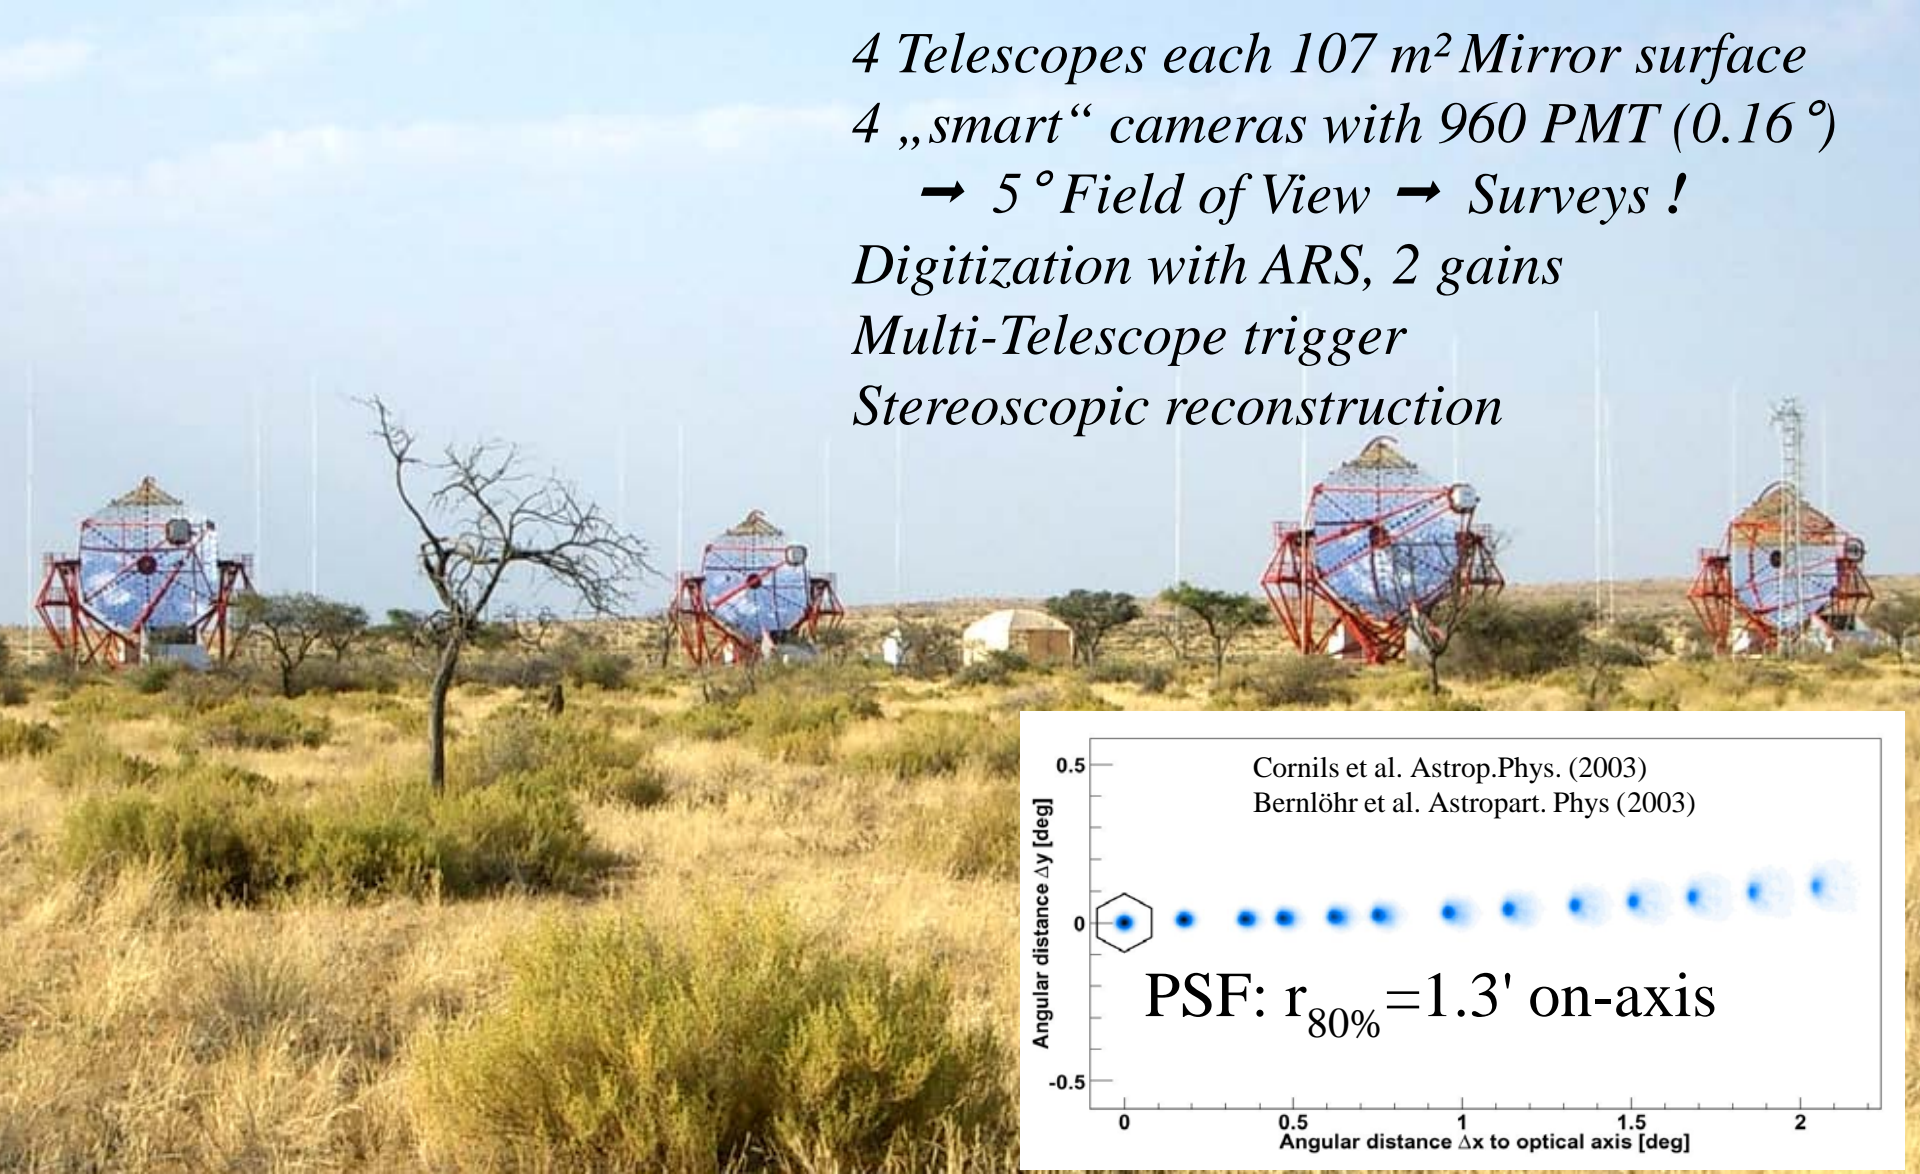 4 Telescopes each 107 m² Mirror surface
4 „smart“ cameras with 960 PMT (0.16°)
➞ 5° Field of View ➞ Surveys !
Digitization with ARS, 2 gains
Multi-Telescope trigger
Stereoscopic reconstruction
Cornils et al. Astrop.Phys. (2003)
Bernlöhr et al. Astropart. Phys (2003)
PSF: r80%=1.3' on-axis
Angular distance Δy [deg]
0.5
0
-0.5
0 0.5 1 1.5 2
Angular distance Δx to optical axis [deg]